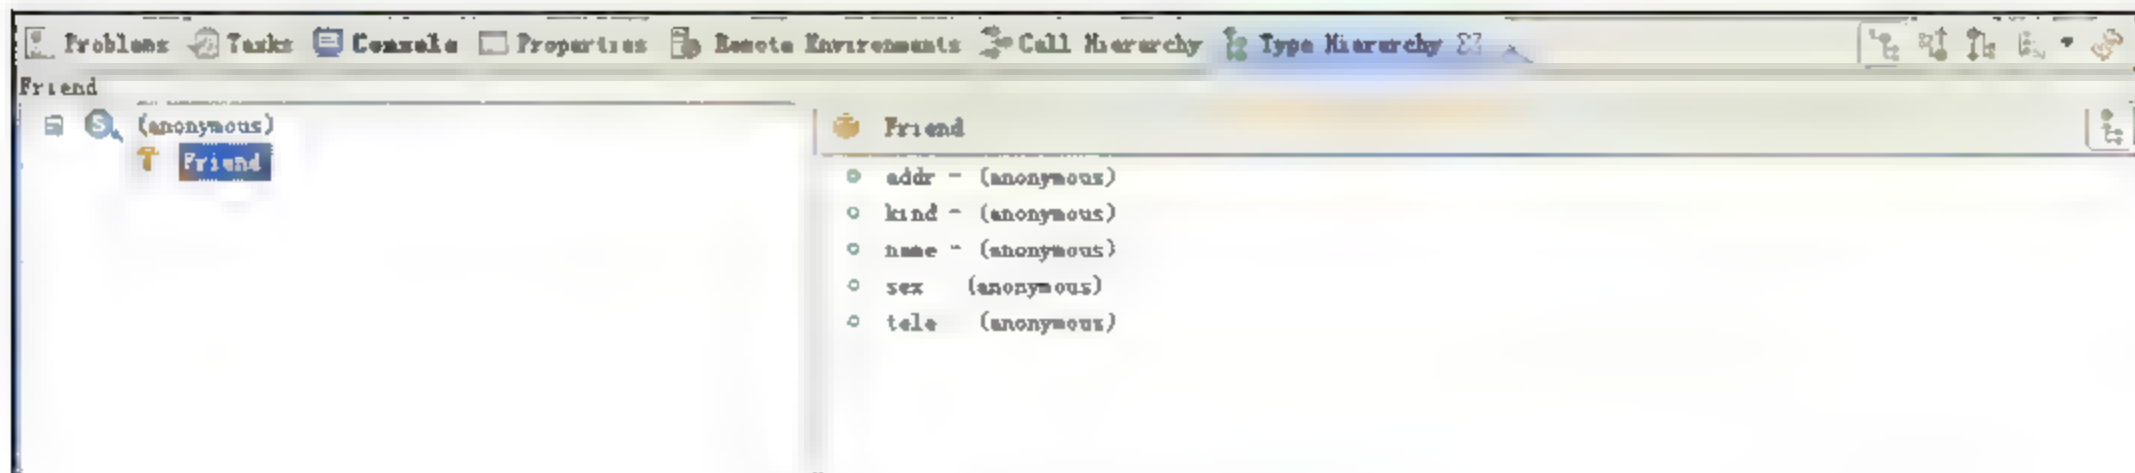 Problems Tasks Console Properties Remote Environments Call Hierarchy Type Hierarchy
Friend
(anonymous)
Friend
Friend
addr - (anonymous)
kind - (anonymous)
name - (anonymous)
sex (anonymous)
tele (anonymous)